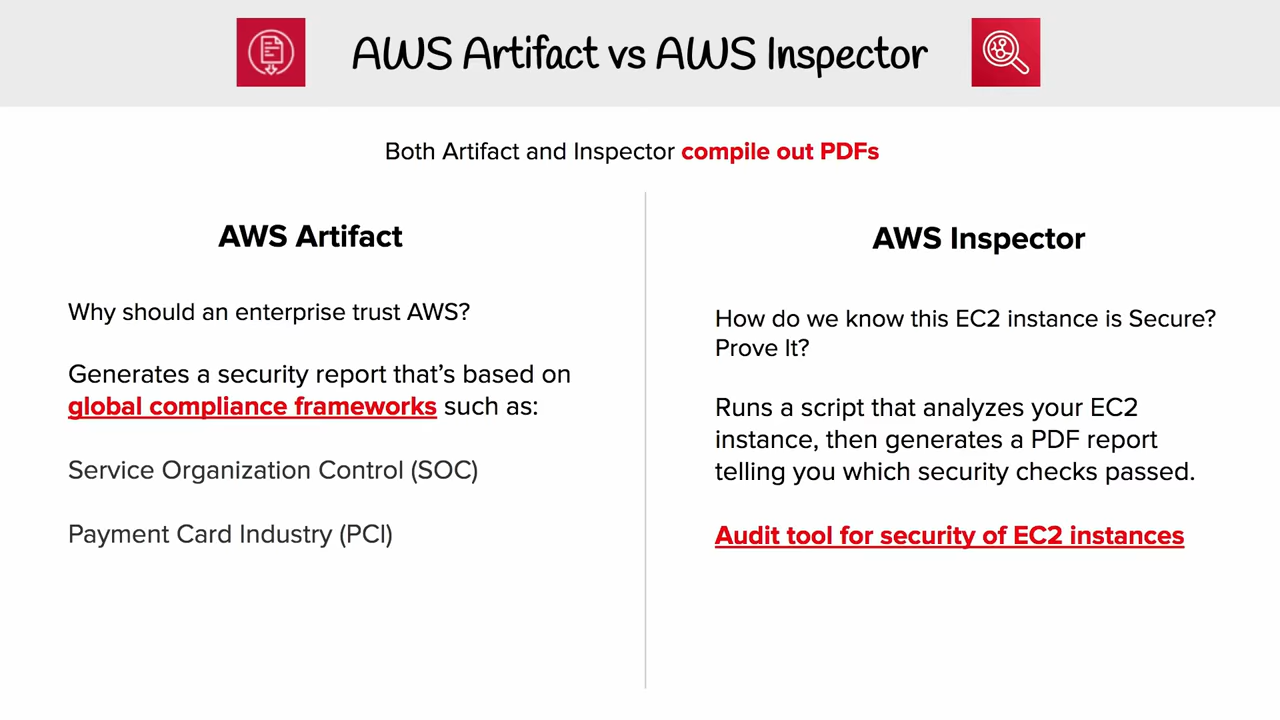 AWS Artifact vs AWS Inspector
Both Artifact and Inspector compile out PDFs
AWS Artifact
Why should an enterprise trust AWS?
Generates a security report that’s based on
global compliance frameworks such as:
Service Organization Control (SOC)
Payment Card Industry (PCI)
AWS Inspector
How do we know this EC2 instance is Secure?
Prove It?
Runs a script that analyzes your EC2
instance, then generates a PDF report
telling you which security checks passed.
Audit tool for security of EC2 instances